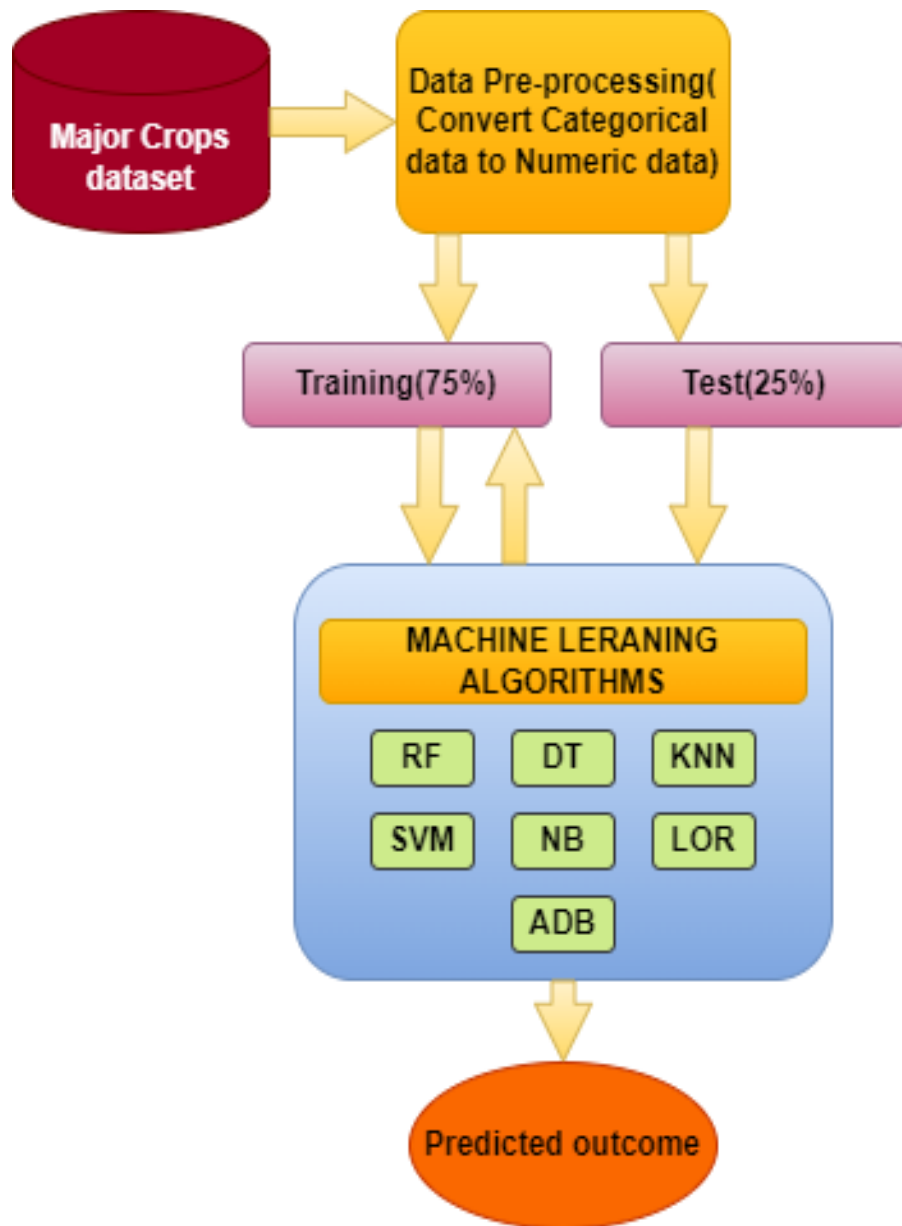 Major Crops
dataset
Data Pre-processing(
Convert Categorical
data to Numeric data)
Training(75%)
Test(25%)
MACHINE LERANING
ALGORITHMS
RF
DT
KNN
SVM
NB
LOR
ADB
Predicted outcome